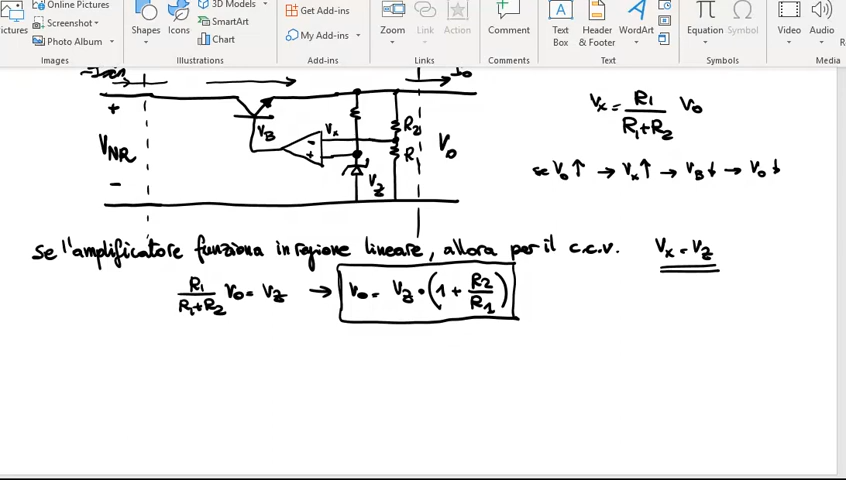 Online Pictures
3D Models
Get Add-ins
Pictures
Screenshot
Shapes
Icons
SmartArt
My Add-ins
Zoom
Link
Action
Comment
Text Box
Header & Footer
WordArt
Equation
Symbol
Video
Audio
Photo Album
Chart
Images
Illustrations
Add-ins
Links
Comments
Text
Symbols
Media
Io
+
VNR
-
VB
Vx
-
+
VZ
R2
R1
Vo
Vx = R1/(R1+R2) Vo
se Vo↑ → Vx↑ → VB↓ → Vo↓
se l'amplificatore funziona in regione lineare, allora per il c.c.v. Vx = VZ
R1/(R1+R2) Vo = VZ → Vo = VZ · (1 + R2/R1)